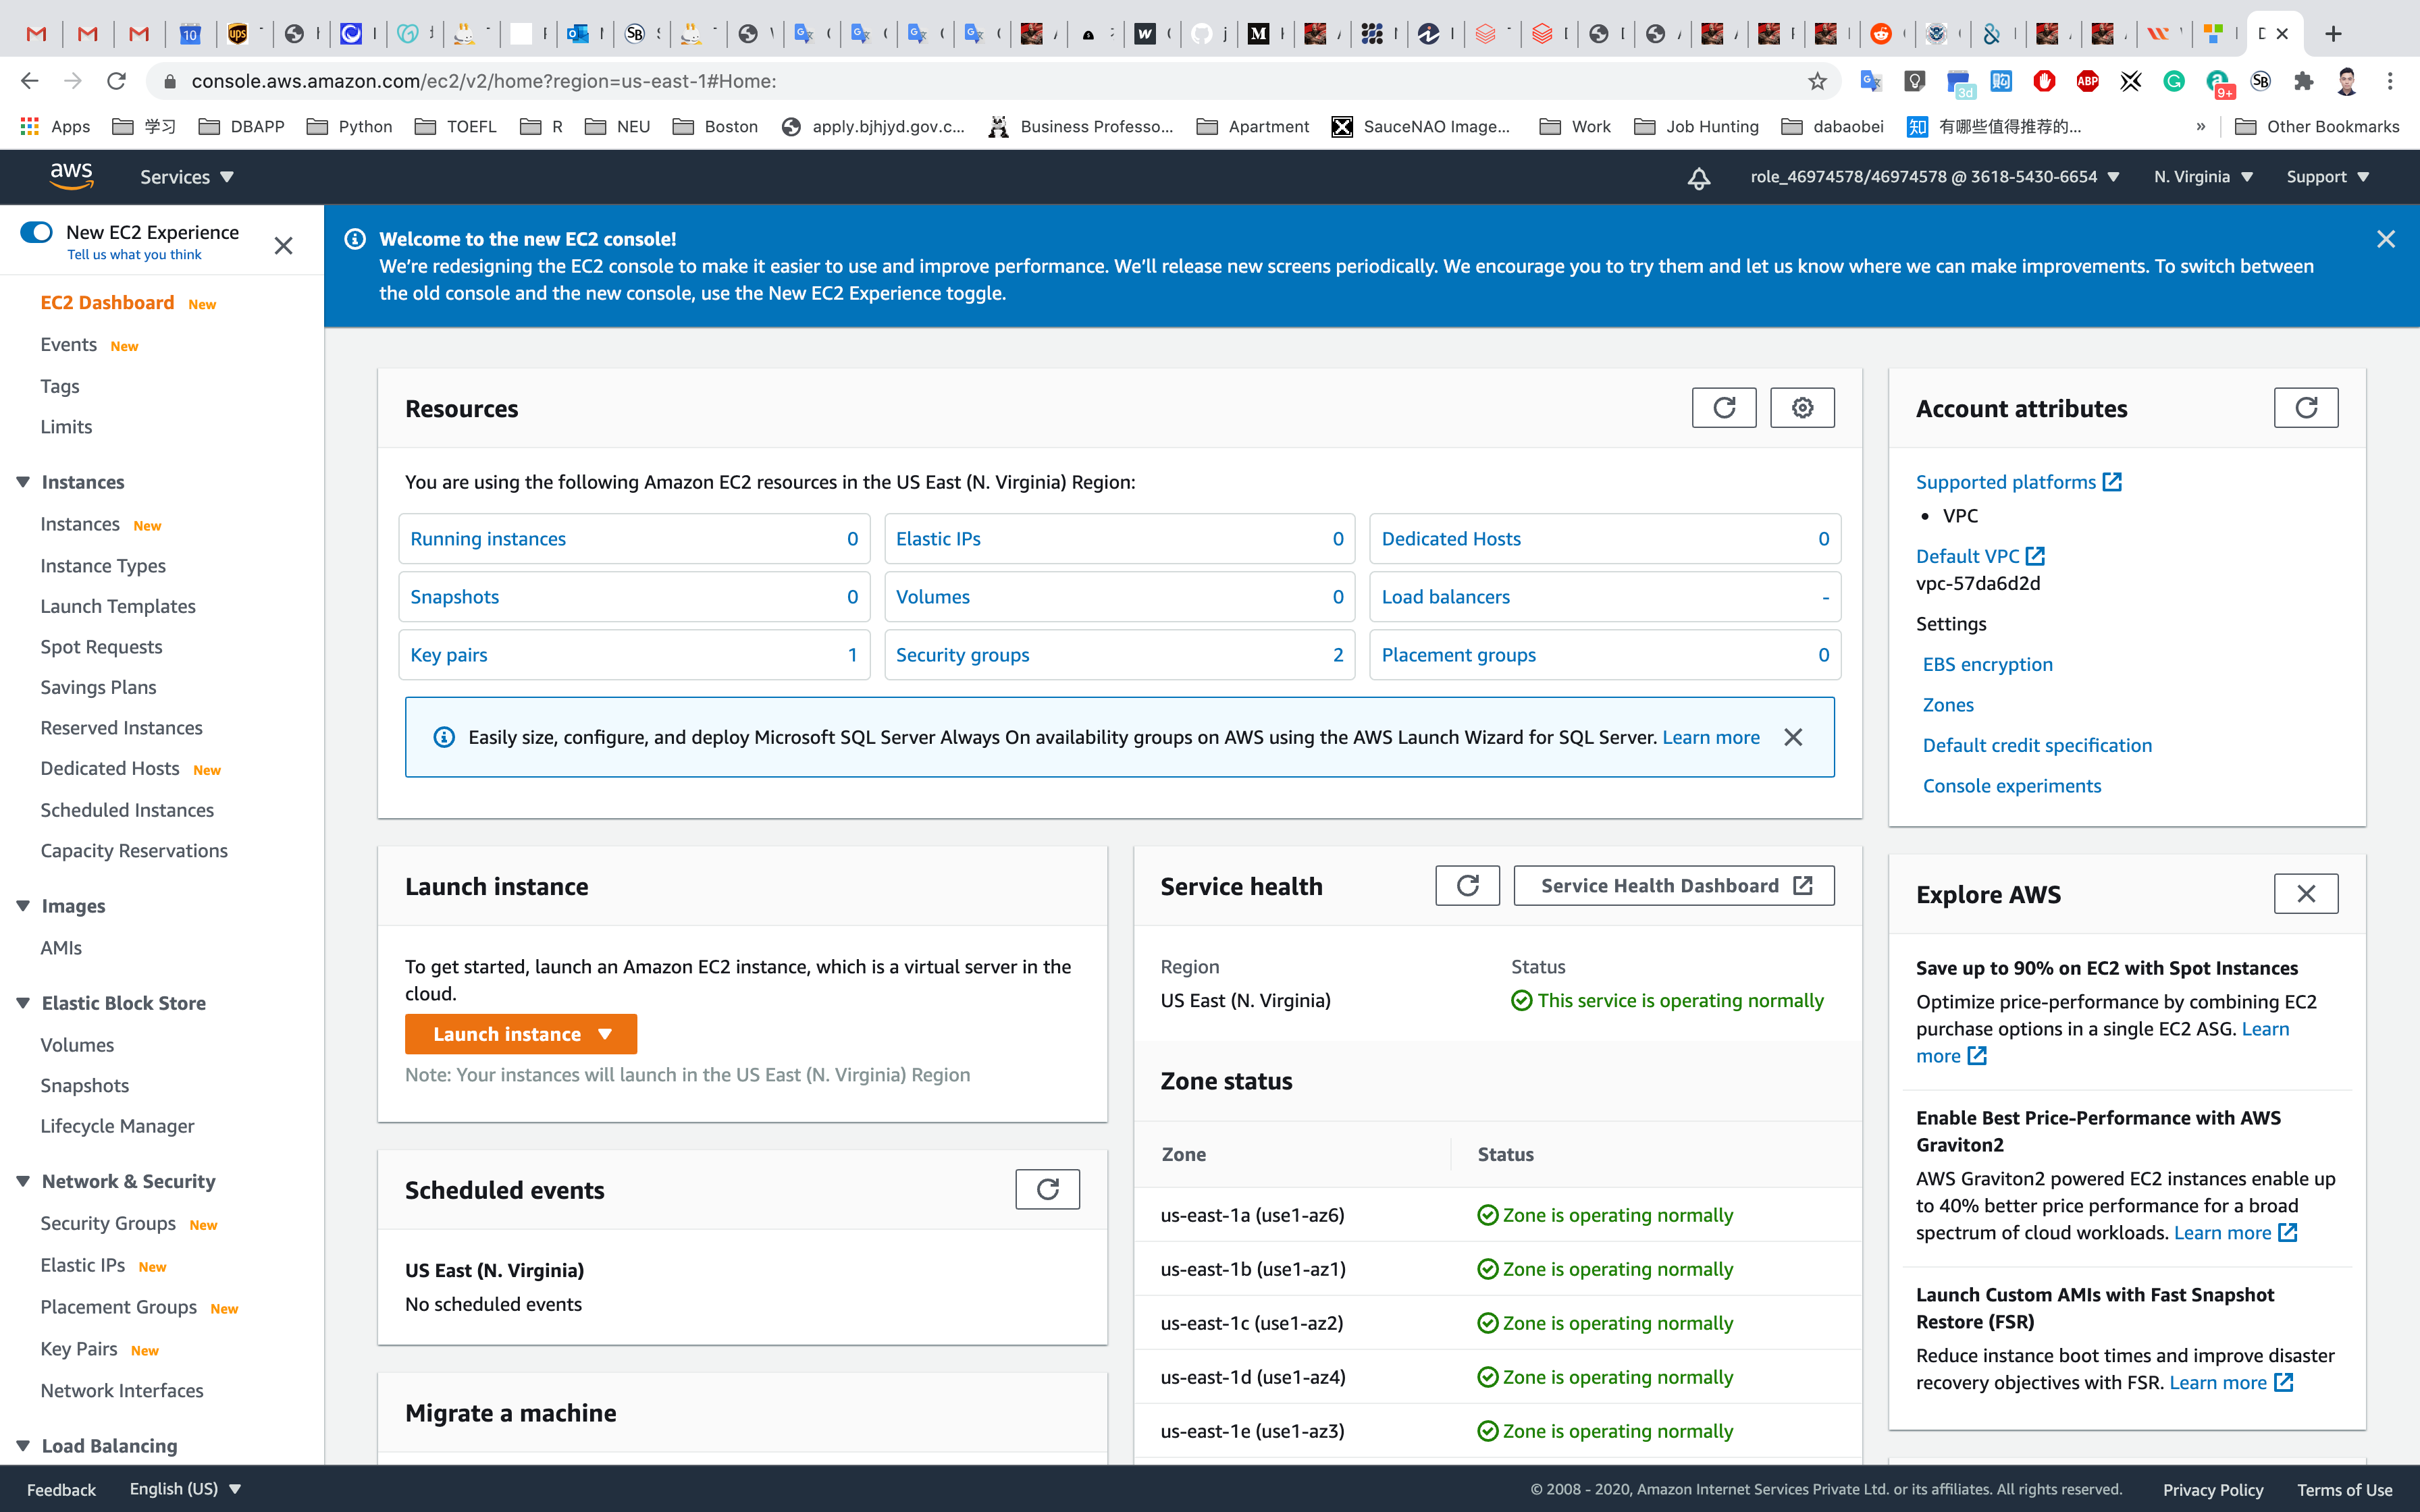 10
ups
SB
W
M
console.aws.amazon.com/ec2/v2/home?region=us-east-1#Home:
3d
ABP
9+
SB
Apps
学习
DBAPP
Python
TOEFL
R
NEU
Boston
apply.bjhjyd.gov.c...
Business Professo...
Apartment
SauceNAO Image...
Work
Job Hunting
dabaobei
知 有哪些值得推荐的...
»
Other Bookmarks
aws
Services
role_46974578/46974578 @ 3618-5430-6654
N. Virginia
Support
New EC2 Experience
Tell us what you think
EC2 Dashboard New
Events New
Tags
Limits
Instances
Instances New
Instance Types
Launch Templates
Spot Requests
Savings Plans
Reserved Instances
Dedicated Hosts New
Scheduled Instances
Capacity Reservations
Images
AMIs
Elastic Block Store
Volumes
Snapshots
Lifecycle Manager
Network & Security
Security Groups New
Elastic IPs New
Placement Groups New
Key Pairs New
Network Interfaces
Load Balancing
Welcome to the new EC2 console!
We're redesigning the EC2 console to make it easier to use and improve performance. We'll release new screens periodically. We encourage you to try them and let us know where we can make improvements. To switch between
the old console and the new console, use the New EC2 Experience toggle.
Resources
You are using the following Amazon EC2 resources in the US East (N. Virginia) Region:
Running instances 0
Elastic IPs 0
Dedicated Hosts 0
Snapshots 0
Volumes 0
Load balancers -
Key pairs 1
Security groups 2
Placement groups 0
Easily size, configure, and deploy Microsoft SQL Server Always On availability groups on AWS using the AWS Launch Wizard for SQL Server. Learn more
Launch instance
To get started, launch an Amazon EC2 instance, which is a virtual server in the
cloud.
Launch instance
Note: Your instances will launch in the US East (N. Virginia) Region
Scheduled events
US East (N. Virginia)
No scheduled events
Migrate a machine
Service health
Service Health Dashboard
Region
Status
US East (N. Virginia)
This service is operating normally
Zone status
Zone
Status
us-east-1a (use1-az6)
Zone is operating normally
us-east-1b (use1-az1)
Zone is operating normally
us-east-1c (use1-az2)
Zone is operating normally
us-east-1d (use1-az4)
Zone is operating normally
us-east-1e (use1-az3)
Zone is operating normally
Account attributes
Supported platforms
• VPC
Default VPC
vpc-57da6d2d
Settings
EBS encryption
Zones
Default credit specification
Console experiments
Explore AWS
Save up to 90% on EC2 with Spot Instances
Optimize price-performance by combining EC2
purchase options in a single EC2 ASG. Learn
more
Enable Best Price-Performance with AWS
Graviton2
AWS Graviton2 powered EC2 instances enable up
to 40% better price performance for a broad
spectrum of cloud workloads. Learn more
Launch Custom AMIs with Fast Snapshot
Restore (FSR)
Reduce instance boot times and improve disaster
recovery objectives with FSR. Learn more
Feedback
English (US)
© 2008 - 2020, Amazon Internet Services Private Ltd. or its affiliates. All rights reserved.
Privacy Policy
Terms of Use